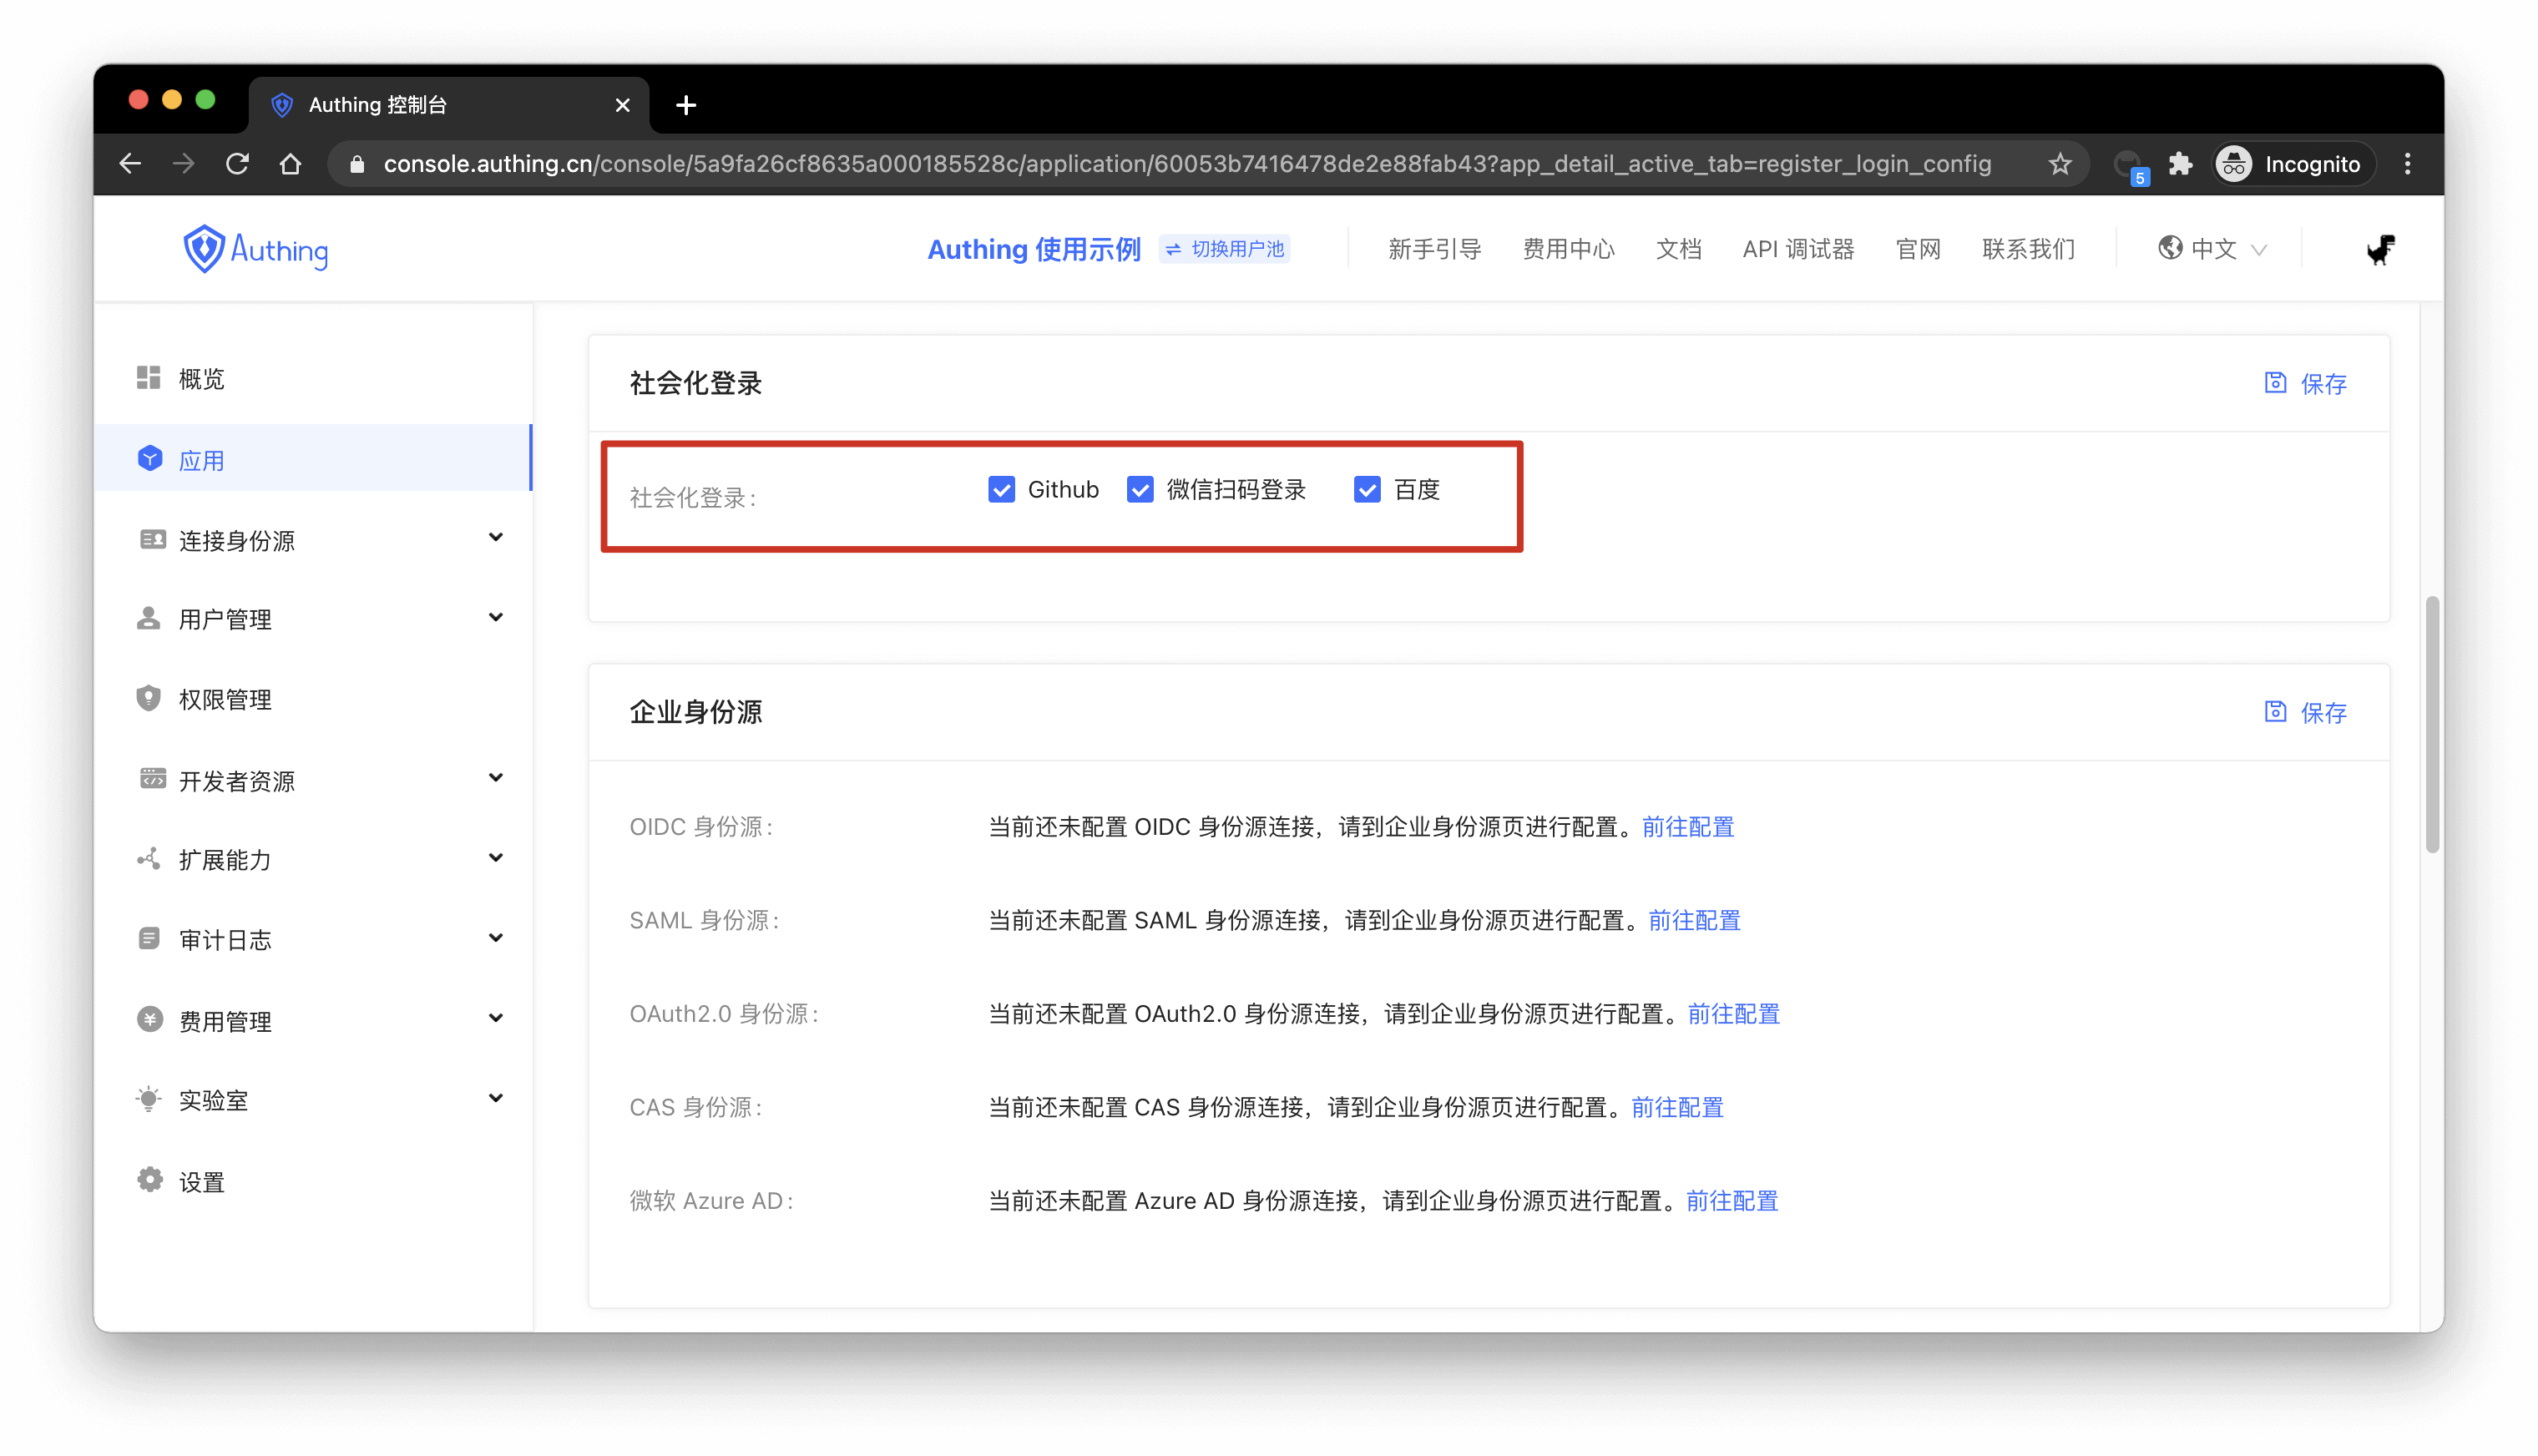 Authing 控制台
console.authing.cn/console/5a9fa26cf8635a000185528c/application/60053b7416478de2e88fab43?app_detail_active_tab=register_login_config
5
Incognito
Authing
Authing 使用示例
切换用户池
新手引导
费用中心
文档
API 调试器
官网
联系我们
中文
概览
应用
连接身份源
用户管理
权限管理
开发者资源
扩展能力
审计日志
费用管理
实验室
设置
社会化登录
保存
社会化登录:
Github
微信扫码登录
百度
企业身份源
保存
OIDC 身份源: 当前还未配置 OIDC 身份源连接，请到企业身份源页进行配置。前往配置
SAML 身份源: 当前还未配置 SAML 身份源连接，请到企业身份源页进行配置。前往配置
OAuth2.0 身份源: 当前还未配置 OAuth2.0 身份源连接，请到企业身份源页进行配置。前往配置
CAS 身份源: 当前还未配置 CAS 身份源连接，请到企业身份源页进行配置。前往配置
微软 Azure AD: 当前还未配置 Azure AD 身份源连接，请到企业身份源页进行配置。前往配置